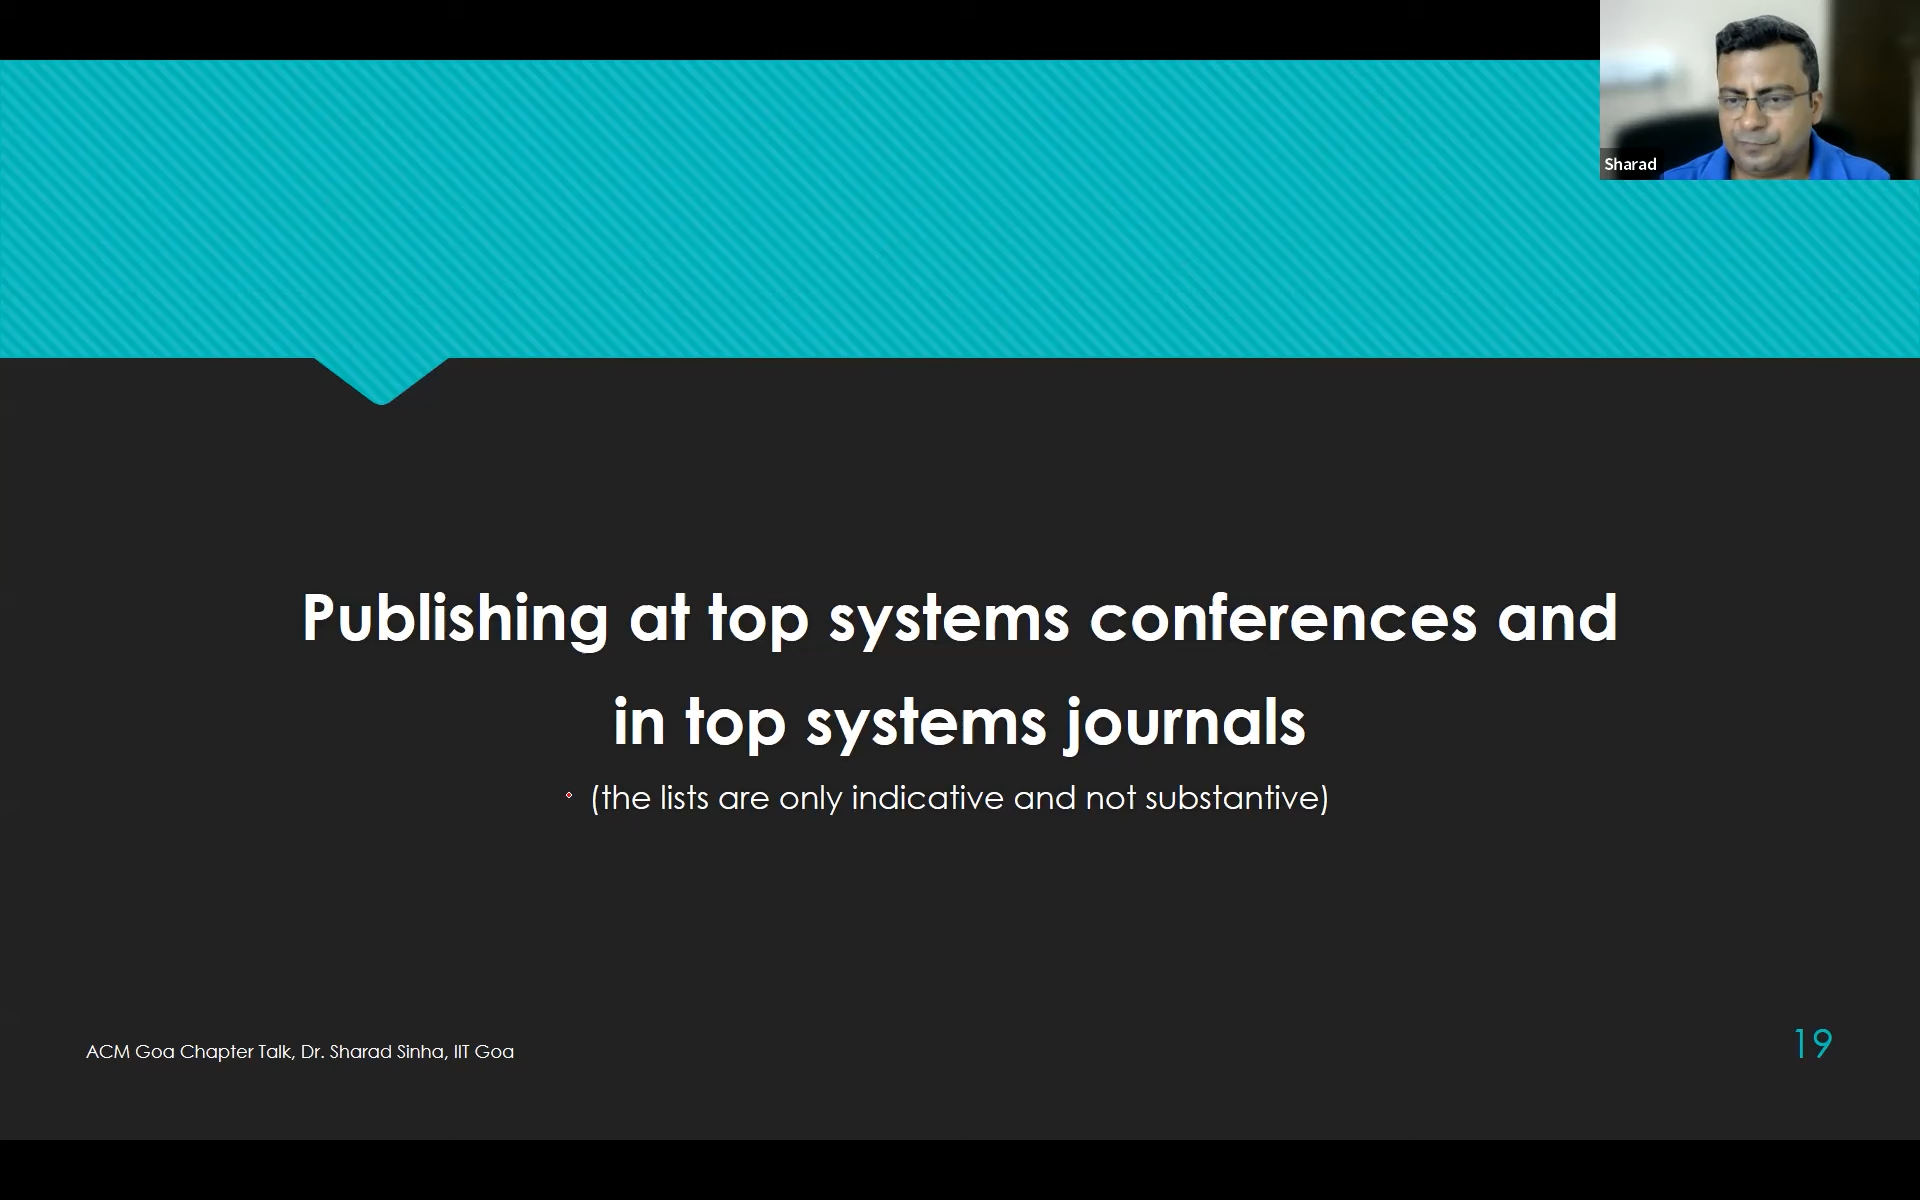 Sharad
Publishing at top systems conferences and
in top systems journals
(the lists are only indicative and not substantive)
ACM Goa Chapter Talk, Dr. Sharad Sinha, IIT Goa
19